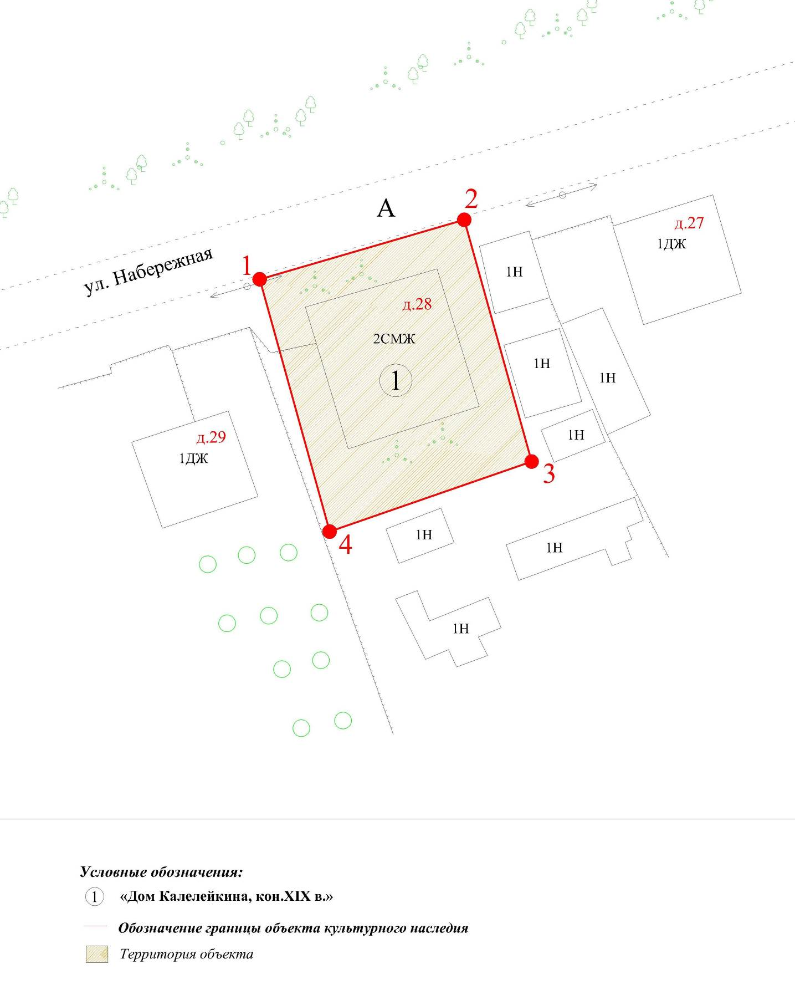 2
А
д.27
1ДЖ
ул. Набережная
1
1Н
д.28
2СМЖ
1Н
1
1Н
1Н
д.29
1ДЖ
3
4
1Н
1Н
1Н
Условные обозначения:
1 «Дом Калелейкина, кон.XIX в.»
Обозначение границы объекта культурного наследия
Территория объекта